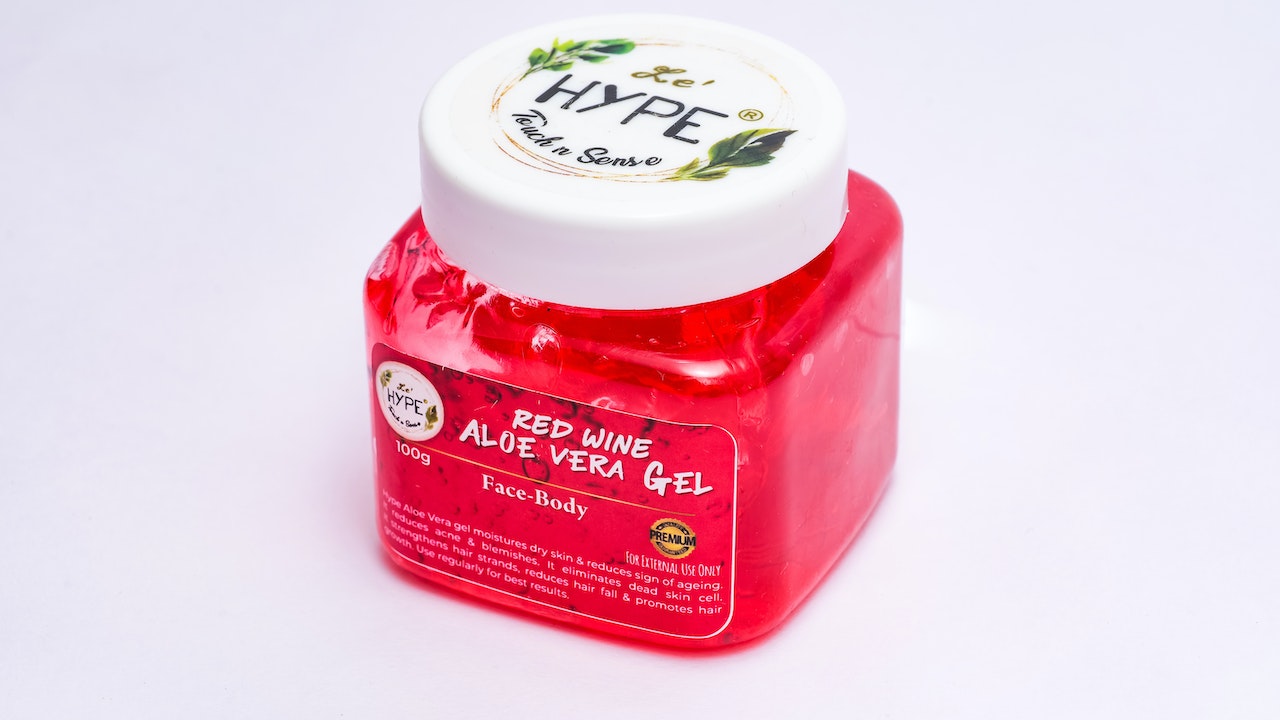 Le'
HYPE ®
Touch n Sense
Le'
HYPE
Touch n Sense
100g
RED WINE
ALOE VERA GEL
Face-Body
PREMIUM
FOR EXTERNAL USE ONLY
Hype Aloe Vera gel moistures dry skin & reduces sign of ageing.
it reduces acne & blemishes. It eliminates dead skin cell.
strengthens hair strands, reduces hair fall & promotes hair
growth. Use regularly for best results.